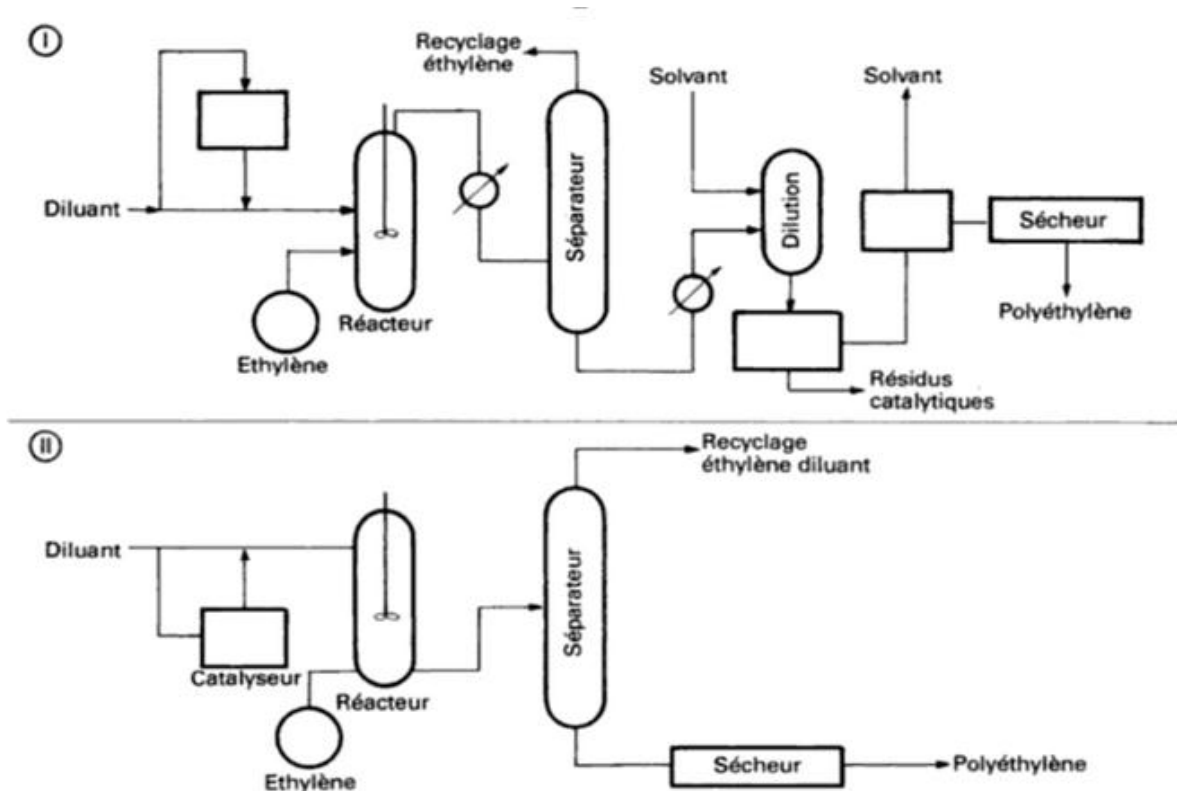 I
Recyclage
éthylène
Solvant
Solvant
Diluant
Séparateur
Dilution
Sécheur
Réacteur
Ethylène
Polyéthylène
Résidus
catalytiques
II
Recyclage
éthylène diluant
Diluant
Séparateur
Catalyseur
Réacteur
Ethylène
Sécheur
Polyéthylène